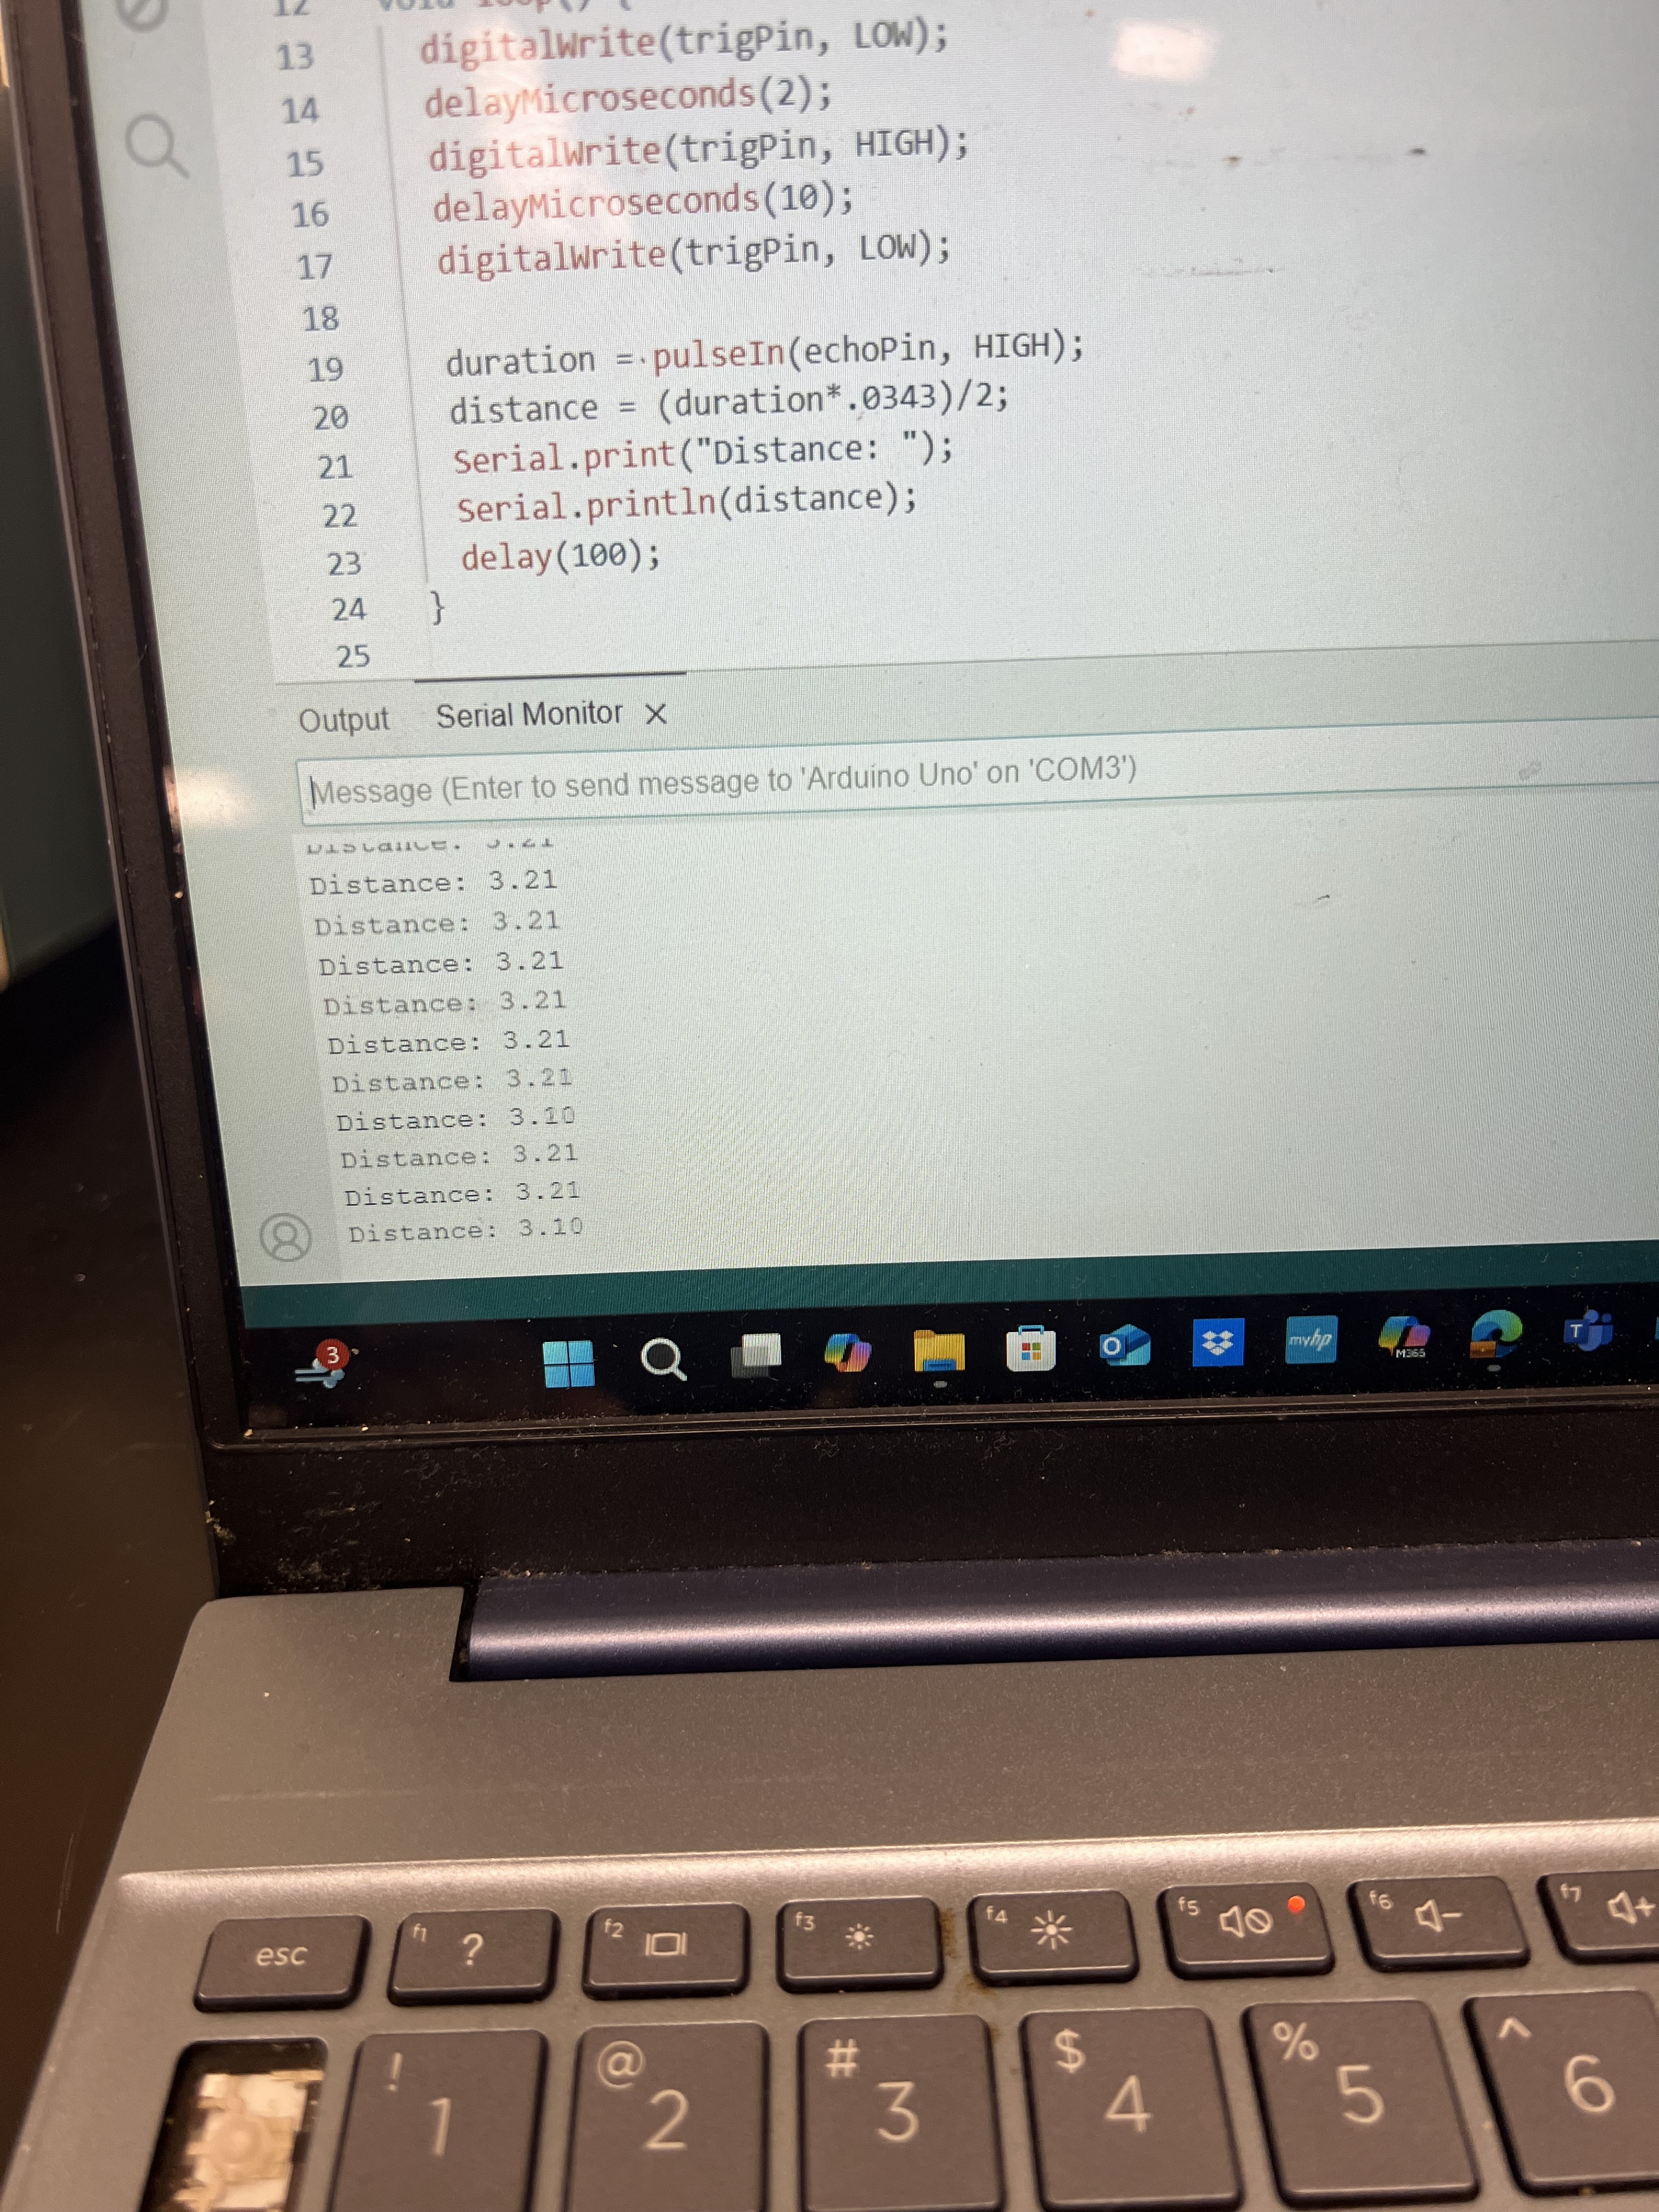 12 void loop() {
13 digitalWrite(trigPin, LOW);
14 delayMicroseconds(2);
15 digitalWrite(trigPin, HIGH);
16 delayMicroseconds(10);
17 digitalWrite(trigPin, LOW);
18
19 duration = pulseIn(echoPin, HIGH);
20 distance = (duration*.0343)/2;
21 Serial.print("Distance: ");
22 Serial.println(distance);
23 delay(100);
24 }
25
Output Serial Monitor X
Message (Enter to send message to 'Arduino Uno' on 'COM3')
Distance: 3.21
Distance: 3.21
Distance: 3.21
Distance: 3.21
Distance: 3.21
Distance: 3.21
Distance: 3.21
Distance: 3.10
Distance: 3.21
Distance: 3.21
Distance: 3.10
3 O myhp M365 T
esc f1 ? f2 f3 f4 f5 f6 f7
! @ # $ % ^
1 2 3 4 5 6